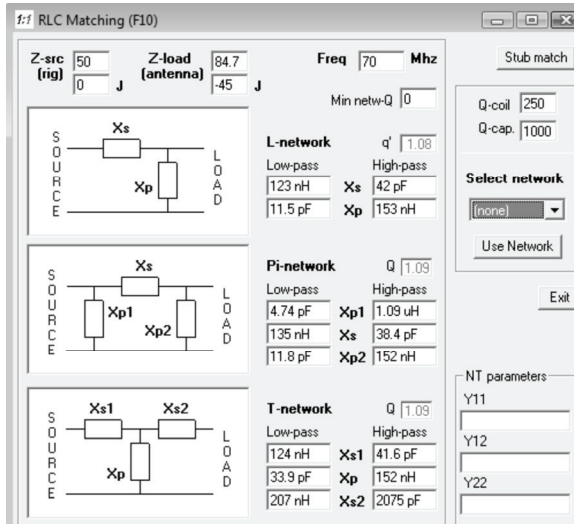 1:1 RLC Matching (F10)
Z-src (rig) 50 0 J
Z-load (antenna) 84.7 -45 J
Freq 70 Mhz
Min netw-Q 0
SOURCE Xs Xp LOAD
L-network q' 1.08
Low-pass High-pass
123 nH Xs 42 pF
11.5 pF Xp 153 nH
SOURCE Xs Xp1 Xp2 LOAD
Pi-network Q 1.09
Low-pass High-pass
4.74 pF Xp1 1.09 uH
135 nH Xs 38.4 pF
11.8 pF Xp2 152 nH
SOURCE Xs1 Xs2 Xp LOAD
T-network Q 1.09
Low-pass High-pass
124 nH Xs1 41.6 pF
33.9 pF Xp 152 nH
207 nH Xs2 2075 pF
Stub match
Q-coil 250
Q-cap. 1000
Select network
(none)
Use Network
Exit
NT parameters
Y11
Y12
Y22